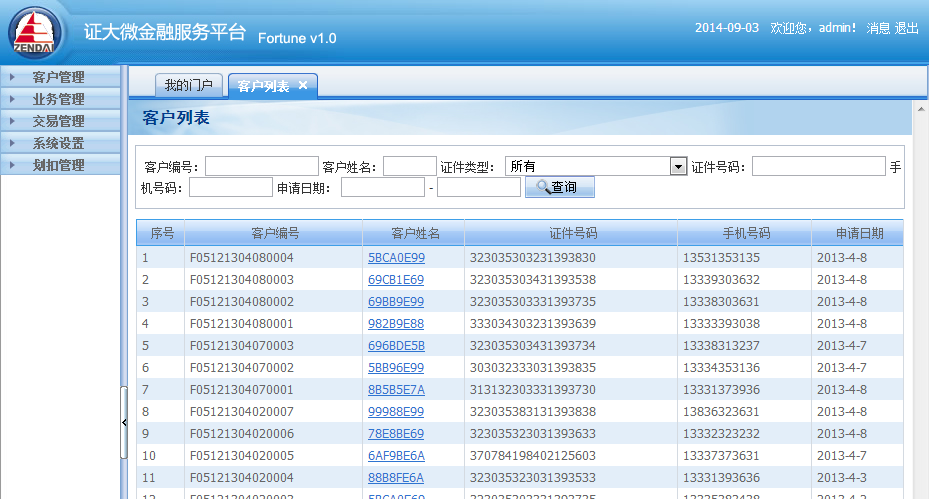 ZENDAI
证大微金融服务平台 Fortune v1.0
2014-09-03 欢迎您，admin! 消息 退出
客户管理
业务管理
交易管理
系统设置
划扣管理
我的门户 客户列表 ×
客户列表
客户编号： 客户姓名： 证件类型： 所有 证件号码： 手
机号码： 申请日期： - 查询
序号 客户编号 客户姓名 证件号码 手机号码 申请日期
1 F05121304080004 5BCA0E99 323035303231393830 13531353135 2013-4-8
2 F05121304080003 69CB1E69 323035303431393538 13339303632 2013-4-8
3 F05121304080002 69BB9E99 323035303331393735 13338303631 2013-4-8
4 F05121304080001 982B9E88 333034303231393639 13333393038 2013-4-8
5 F05121304070003 696BDE5B 323035303431393734 13338313237 2013-4-7
6 F05121304070002 5BB96E99 303032333031393835 13334353136 2013-4-7
7 F05121304070001 8B5B5E7A 313132303331393730 13331373936 2013-4-8
8 F05121304020007 99988E99 323035383131393838 13836323631 2013-4-8
9 F05121304020006 78E8BE69 323035323031393633 13332323232 2013-4-8
10 F05121304020005 6AF9BE6A 370784198402125603 13337373631 2013-4-7
11 F05121304020004 88B8FE6A 323035323031393533 13331393636 2013-4-3